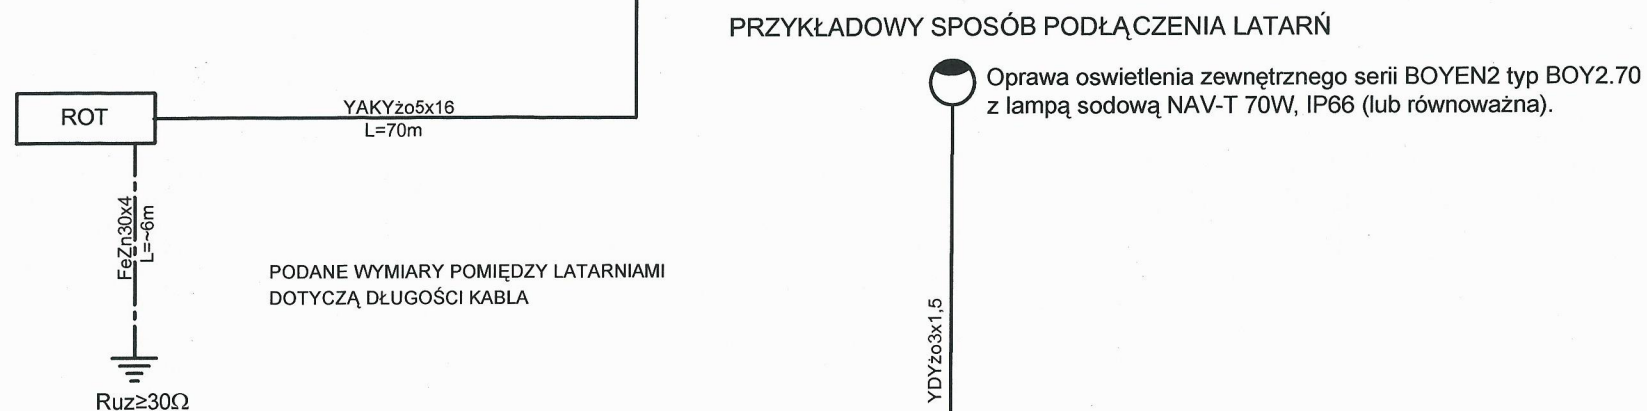 PRZYKŁADOWY SPOSÓB PODŁĄCZENIA LATARŃ
Oprawa oswietlenia zewnętrznego serii BOYEN2 typ BOY2.70
z lampą sodową NAV-T 70W, IP66 (lub równoważna).
ROT
YAKYżo5x16
L=70m
FeZn30x4
L=~6m
PODANE WYMIARY POMIĘDZY LATARNIAMI
DOTYCZĄ DŁUGOŚCI KABLA
YDYżo3x1,5
Ruz≥30Ω